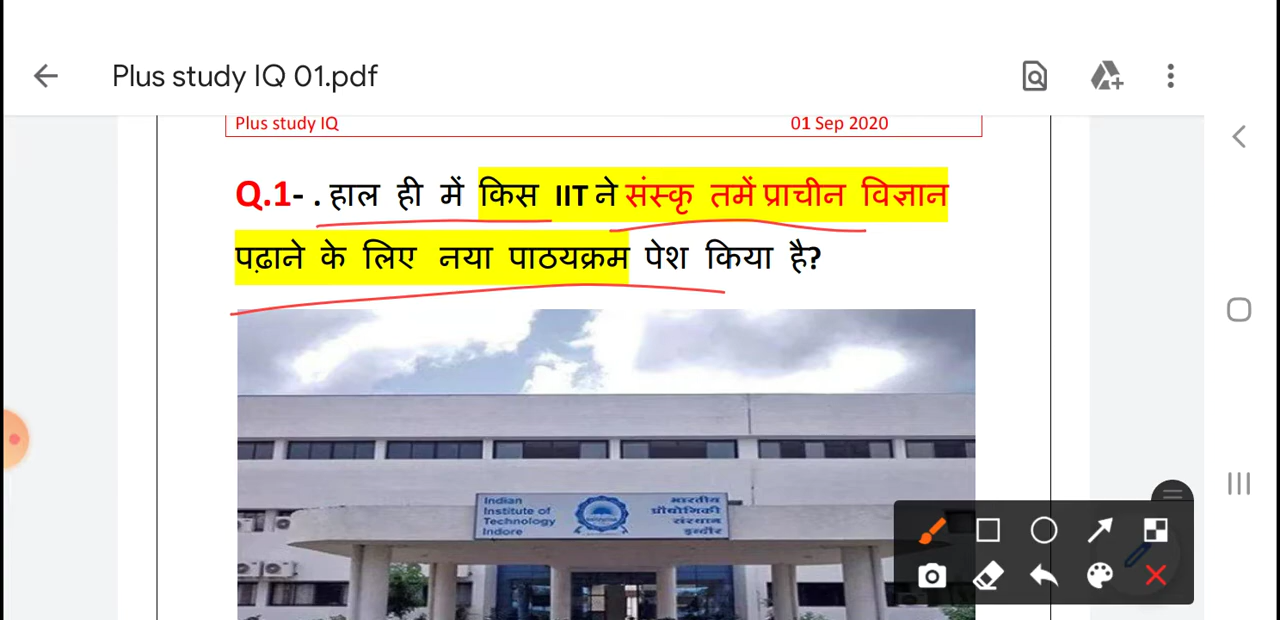 Plus study IQ 01.pdf
Plus study IQ 01 Sep 2020
Q.1- . हाल ही में किस IIT ने संस्कृ तमें प्राचीन विज्ञान
पढ़ाने के लिए नया पाठयक्रम पेश किया है?
Indian भारतीय
Institute of प्रौद्योगिकी
Technology संस्थान
Indore इन्दौर